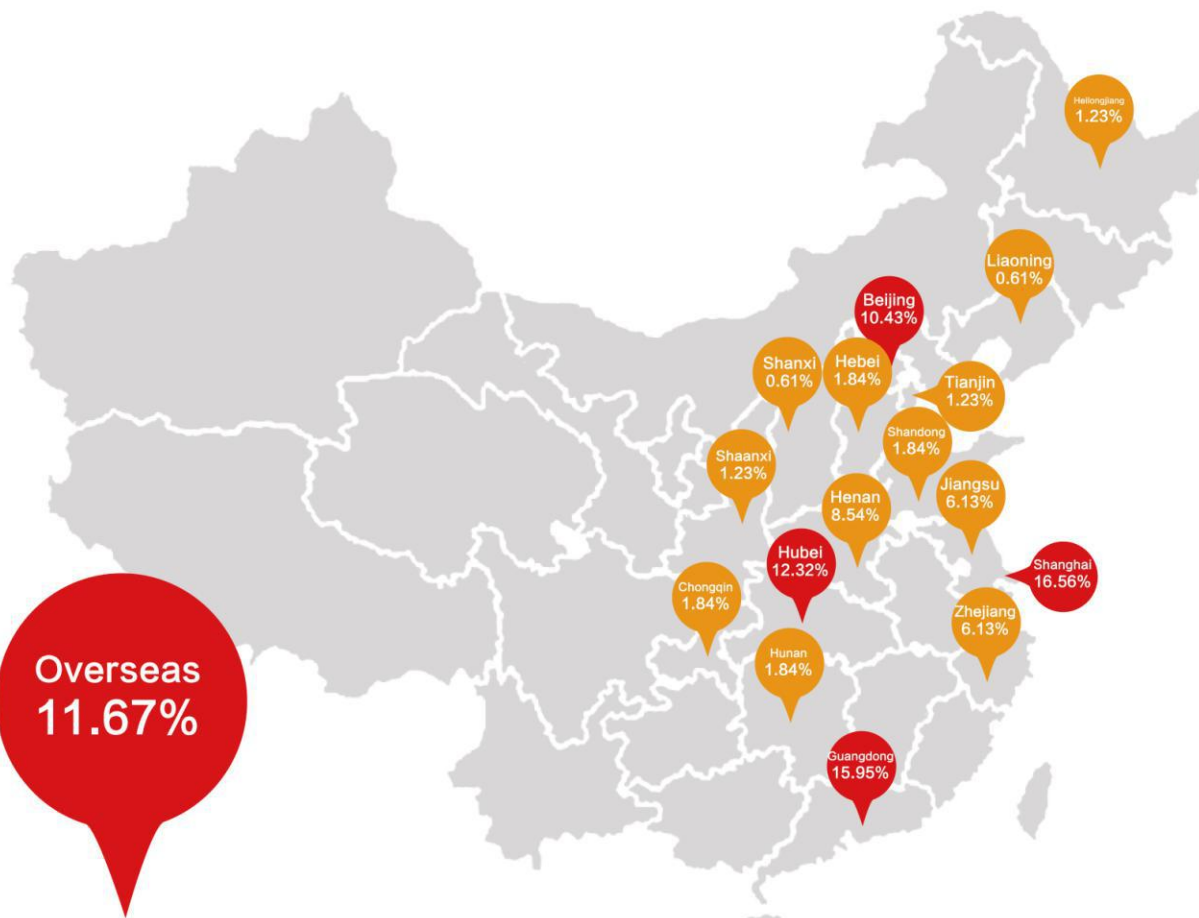 Heilongjiang
1.23%
Liaoning
0.61%
Beijing
10.43%
Shanxi
0.61%
Hebei
1.84%
Tianjin
1.23%
Shandong
1.84%
Shaanxi
1.23%
Jiangsu
6.13%
Henan
8.54%
Hubei
12.32%
Shanghai
16.56%
Chongqin
1.84%
Zhejiang
6.13%
Hunan
1.84%
Overseas
11.67%
Guangdong
15.95%